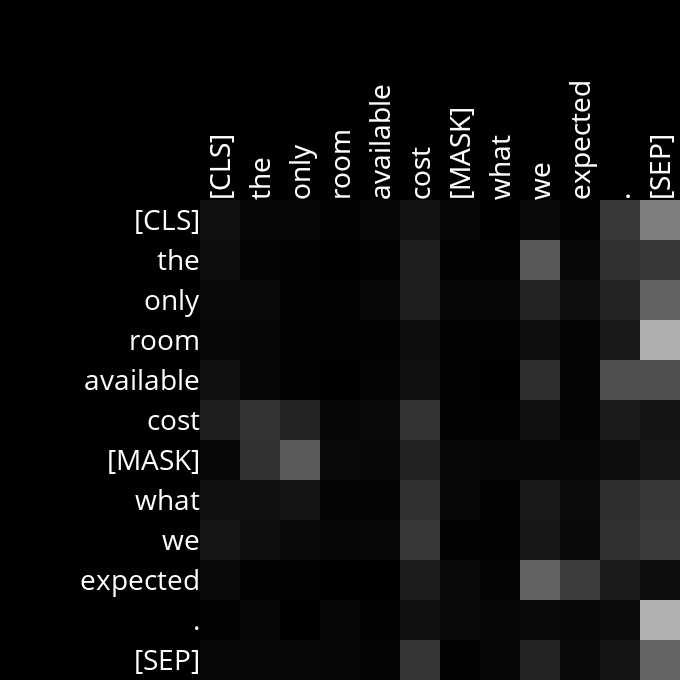 [CLS] the only room available cost [MASK] what we expected . [SEP]
[CLS]
the
only
room
available
cost
[MASK]
what
we
expected
.
[SEP]